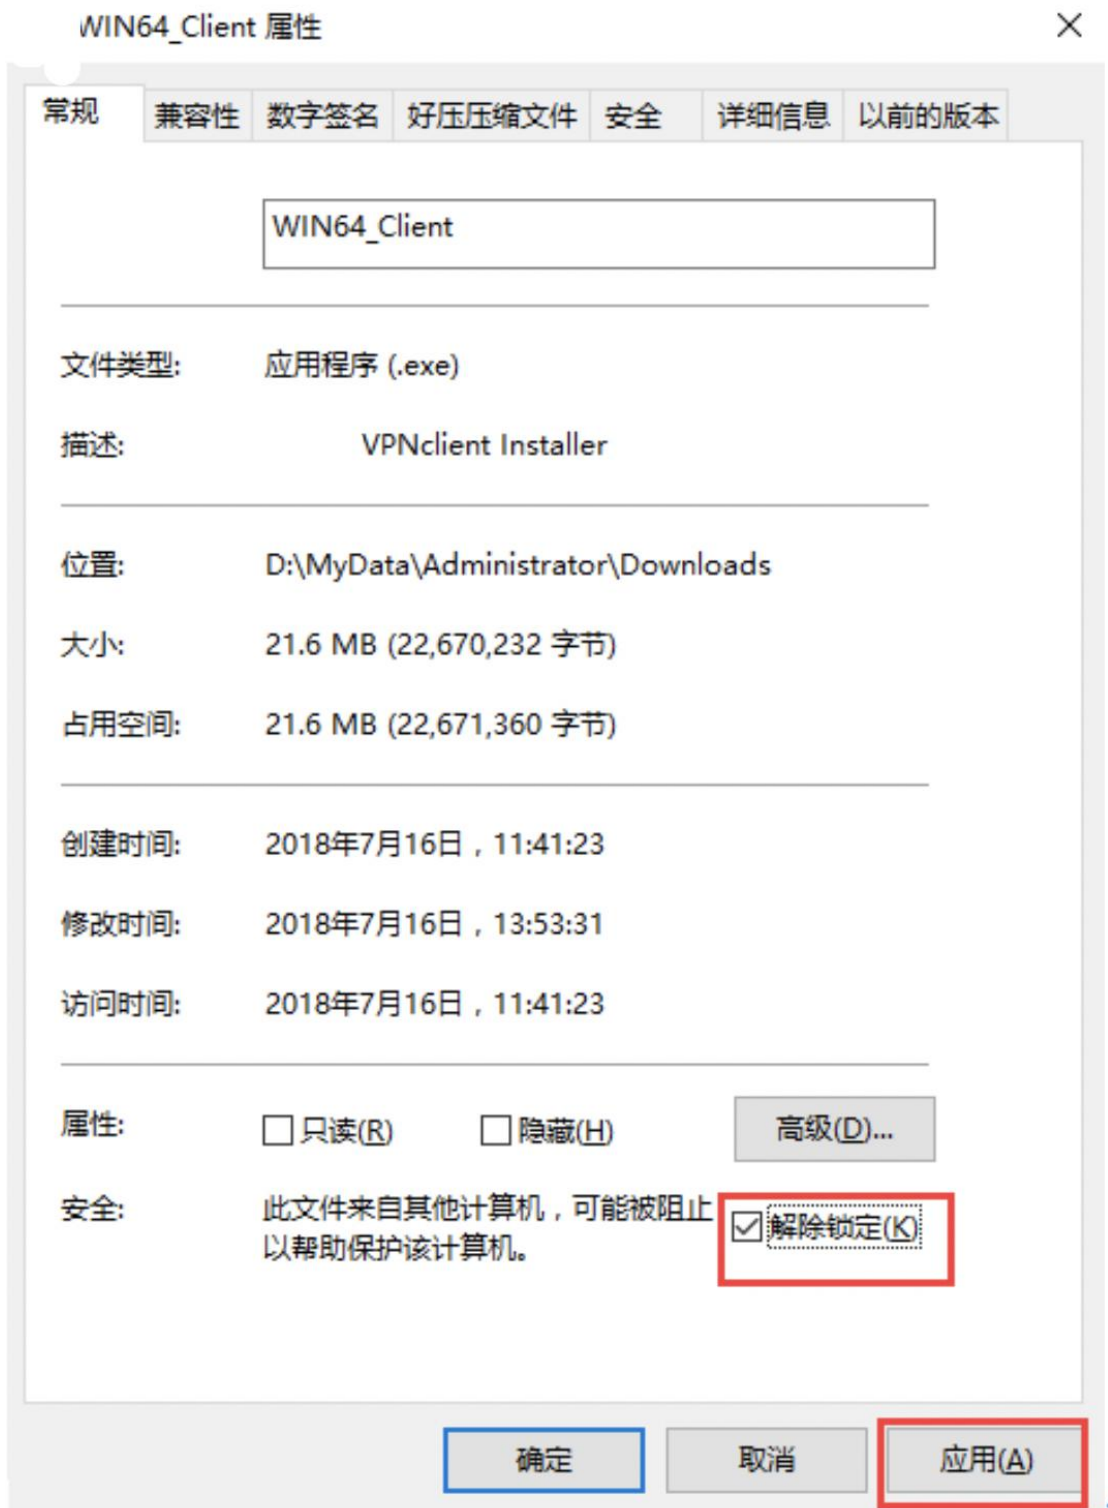 WIN64_Client 属性
常规 兼容性 数字签名 好压压缩文件 安全 详细信息 以前的版本
WIN64_Client
文件类型: 应用程序 (.exe)
描述: VPNclient Installer
位置: D:\MyData\Administrator\Downloads
大小: 21.6 MB (22,670,232 字节)
占用空间: 21.6 MB (22,671,360 字节)
创建时间: 2018年7月16日，11:41:23
修改时间: 2018年7月16日，13:53:31
访问时间: 2018年7月16日，11:41:23
属性: 只读(R) 隐藏(H) 高级(D)...
安全: 此文件来自其他计算机，可能被阻止 解除锁定(K)
以帮助保护该计算机。
确定 取消 应用(A)